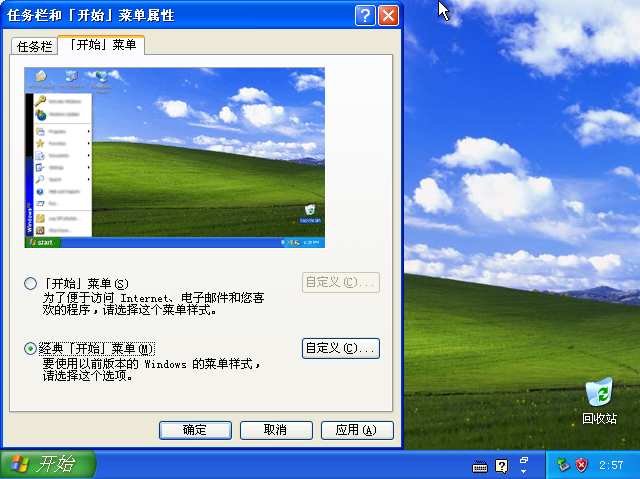 任务栏和「开始」菜单属性
任务栏
「开始」菜单
start
「开始」菜单(S)
自定义(C)...
为了便于访问 Internet、电子邮件和您喜
欢的程序，请选择这个菜单样式。
经典「开始」菜单(M)
自定义(C)...
要使用以前版本的 Windows 的菜单样式，
请选择这个选项。
确定
取消
应用(A)
回收站
开始
2:57